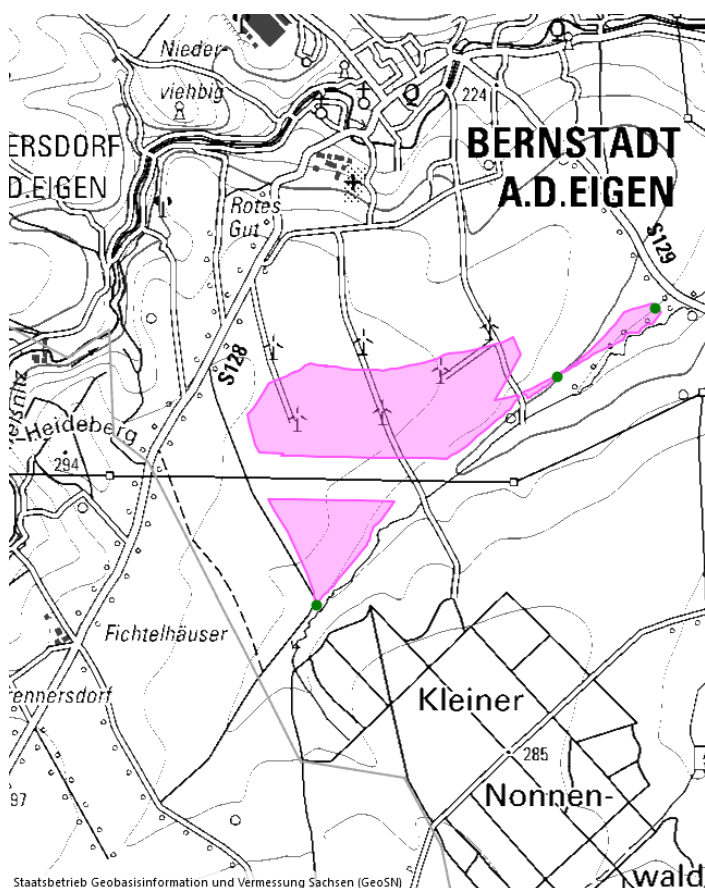 Nieder-
viehbig
Q
Q
224
ERSDORF
D.EIGEN
BERNSTADT
A.D.EIGEN
Rotes
Gut
S129
S128
Heideberg
294
Fichtelhäuser
ennersdorf
Kleiner
285
Nonnen-
97
wald
Staatsbetrieb Geobasisinformation und Vermessung Sachsen (GeoSN)